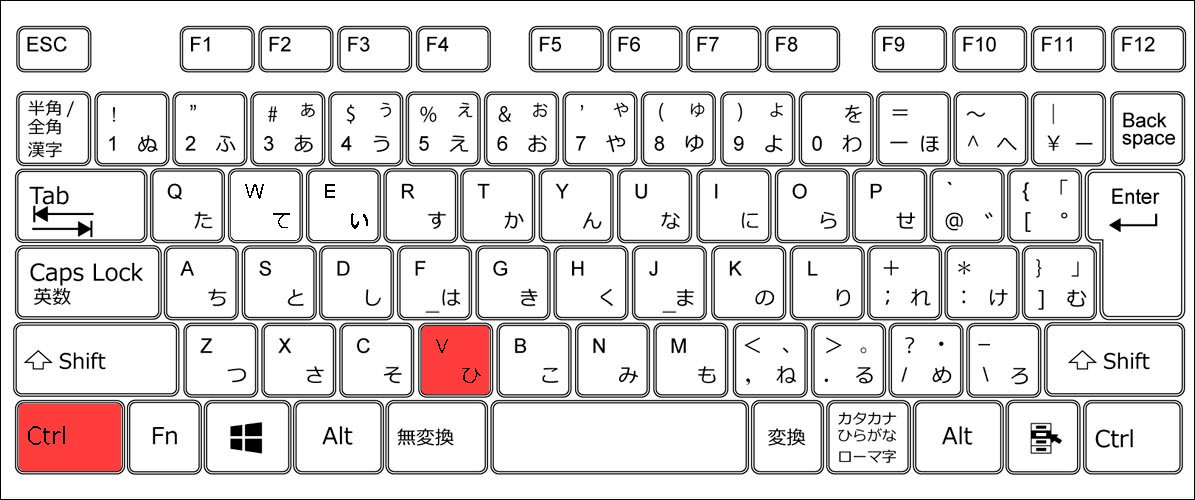 ESC F1 F2 F3 F4 F5 F6 F7 F8 F9 F10 F11 F12
半角/ ! ” # ぁ $ ぅ % ぇ & ぉ ’ ゃ ( ゅ ) ょ を = ～ | Back
全角
漢字 1 ぬ 2 ふ 3 あ 4 う 5 え 6 お 7 や 8 ゆ 9 よ 0 わ ー ほ ^ へ ¥ ー space
Tab Q W E R T Y U I O P ` { 「 Enter
た て い す か ん な に ら せ @ ゛ [ °
Caps Lock A S D F G H J K L + * } 」
英数 ち と し _は き く _ま の ; れ : け ] む
Shift Z X C V B N M < 、 > 。 ? ・ _ Shift
つ さ そ ひ こ み も , ね . る / め \ ろ
Ctrl Fn Alt 無変換 変換 カタカナ Alt Ctrl
ひらがな
ローマ字